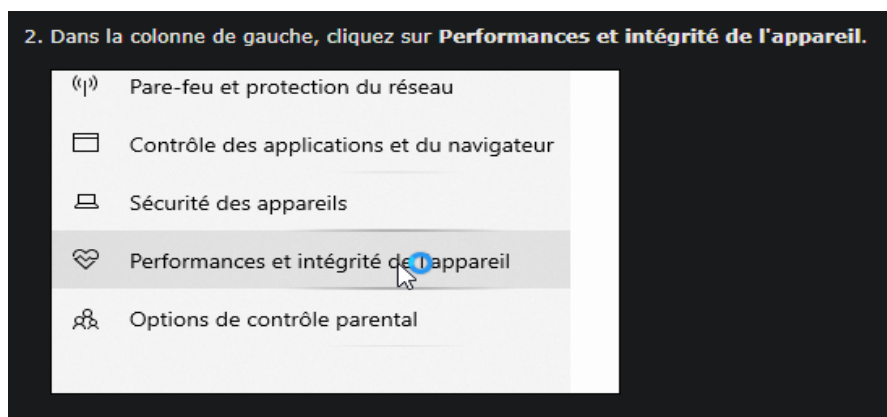 2. Dans la colonne de gauche, cliquez sur Performances et intégrité de l'appareil.
Pare-feu et protection du réseau
Contrôle des applications et du navigateur
Sécurité des appareils
Performances et intégrité de l'appareil
Options de contrôle parental